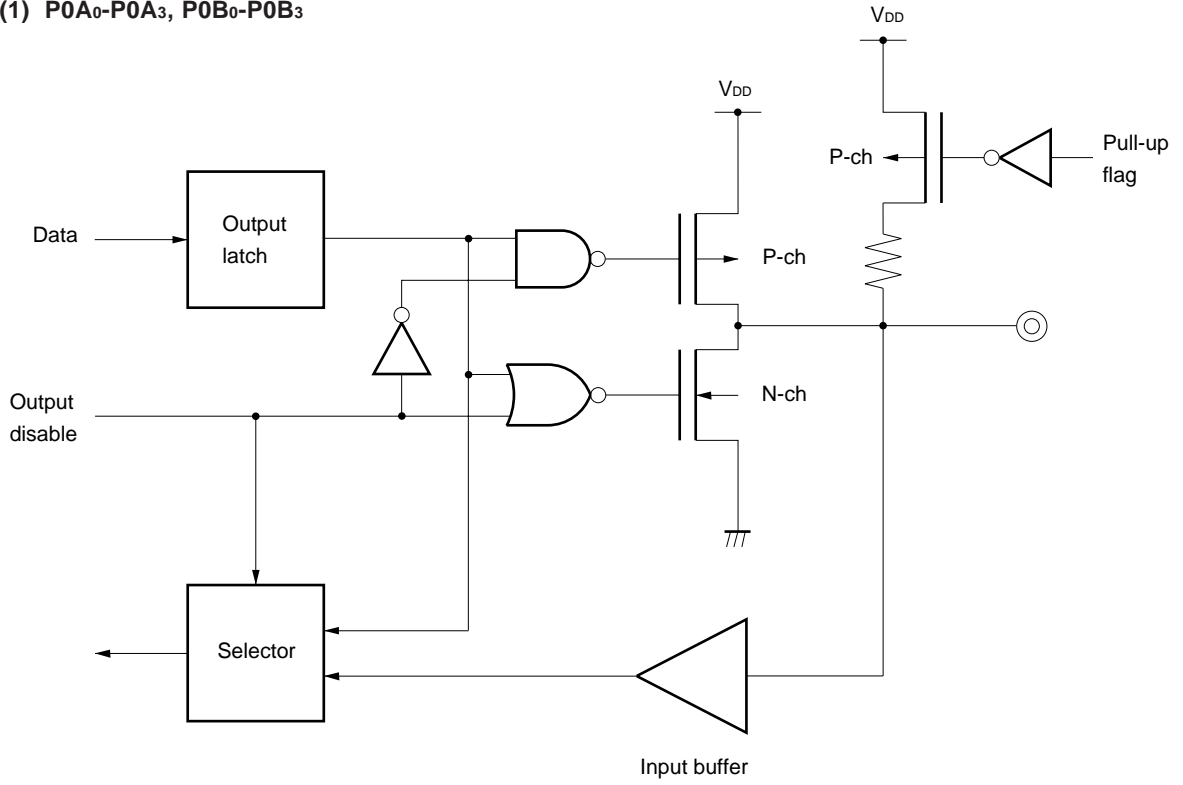 (1) P0A0-P0A3, P0B0-P0B3
VDD
VDD
P-ch
Pull-up
flag
Data
Output
latch
P-ch
Output
disable
N-ch
Selector
Input buffer